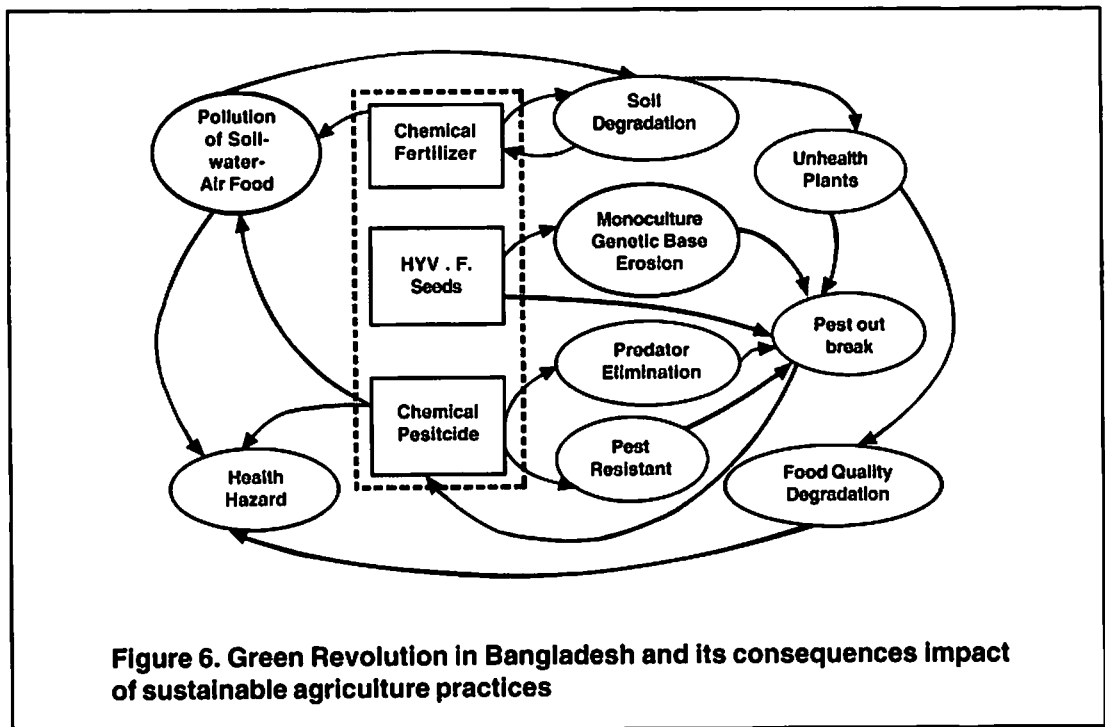 Pollution
of Soil-
water-
Air Food
Chemical
Fertilizer
Soil
Degradation
Unhealth
Plants
HYV . F.
Seeds
Monoculture
Genetic Base
Erosion
Pest out
break
Predator
Elimination
Chemical
Pesitcide
Pest
Resistant
Health
Hazard
Food Quality
Degradation
Figure 6. Green Revolution in Bangladesh and its consequences impact
of sustainable agriculture practices